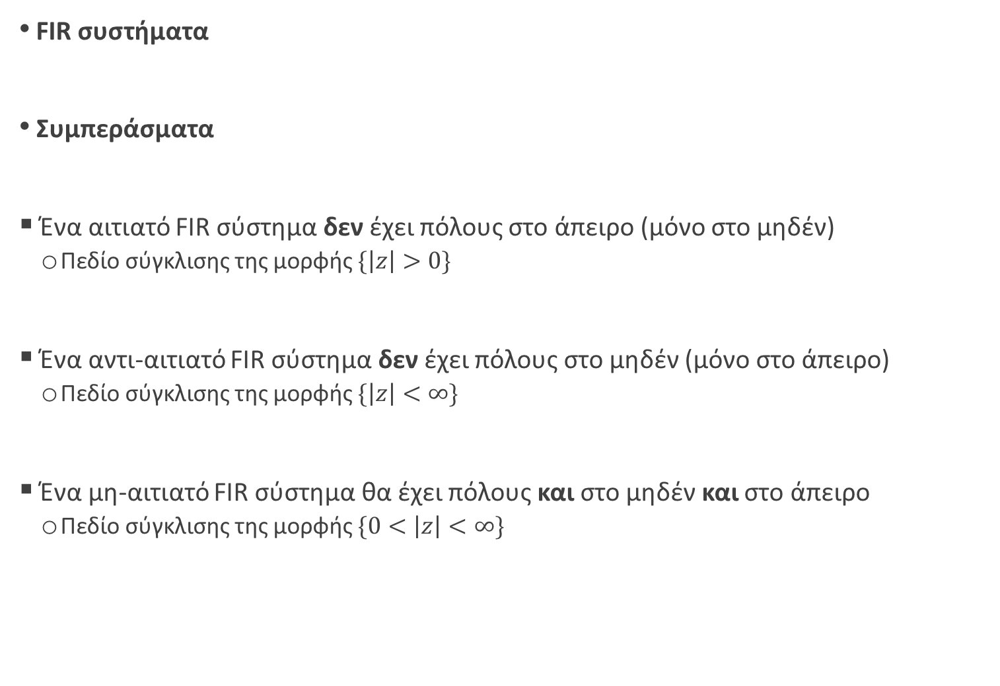 • FIR συστήματα
• Συμπεράσματα
▪ Ένα αιτιατό FIR σύστημα δεν έχει πόλους στο άπειρο (μόνο στο μηδέν)
○ Πεδίο σύγκλισης της μορφής {|z| > 0}
▪ Ένα αντι-αιτιατό FIR σύστημα δεν έχει πόλους στο μηδέν (μόνο στο άπειρο)
○ Πεδίο σύγκλισης της μορφής {|z| < ∞}
▪ Ένα μη-αιτιατό FIR σύστημα θα έχει πόλους και στο μηδέν και στο άπειρο
○ Πεδίο σύγκλισης της μορφής {0 < |z| < ∞}